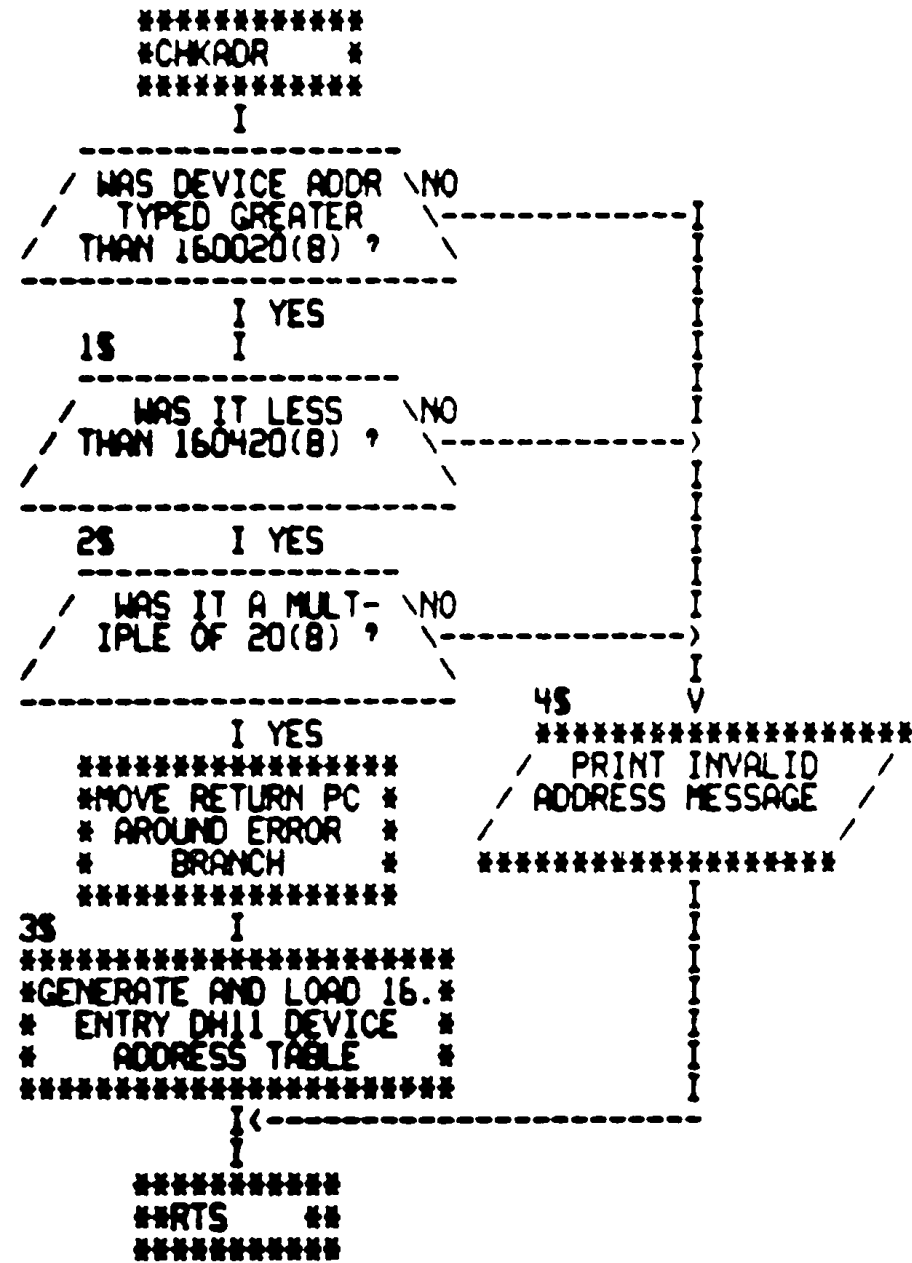 ************
*CHKADR    *
************
I
-----------------
/ WAS DEVICE ADDR \NO
/ TYPED GREATER \-------------I
/ THAN 160020(8) ? \
-----------------------
I YES
1$ I
-----------------
/ WAS IT LESS \NO
/ THAN 160420(8) ? \-------------)
/ \
-----------------------
2$ I YES
-----------------
/ WAS IT A MULT- \NO
/ IPLE OF 20(8) ? \-------------)
/ \
-----------------------
I YES
4$ V
*****************
*MOVE RETURN PC *
* AROUND ERROR *
* BRANCH *
*****************
********************
/ PRINT INVALID /
/ ADDRESS MESSAGE /
/ /
*******************
3$ I
***********************
*GENERATE AND LOAD 16.*
* ENTRY DH11 DEVICE *
* ADDRESS TABLE *
***********************
I<-----------------------
I
***********
**RTS **
***********